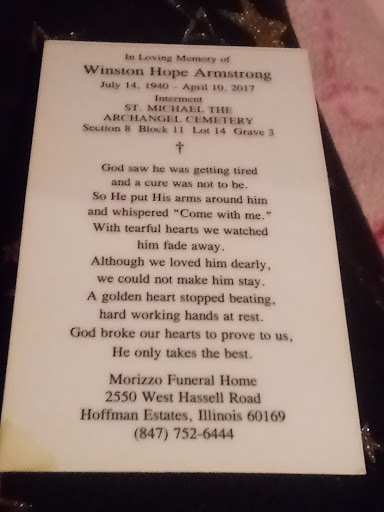 In Loving Memory of
Winston Hope Armstrong
July 14, 1940 - April 10, 2017
Interment
ST. MICHAEL THE
ARCHANGEL CEMETERY
Section 8 Block 11 Lot 14 Grave 3
God saw he was getting tired
and a cure was not to be.
So He put His arms around him
and whispered "Come with me."
With tearful hearts we watched
him fade away.
Although we loved him dearly,
we could not make him stay.
A golden heart stopped beating,
hard working hands at rest.
God broke our hearts to prove to us,
He only takes the best.
Morizzo Funeral Home
2550 West Hassell Road
Hoffman Estates, Illinois 60169
(847) 752-6444